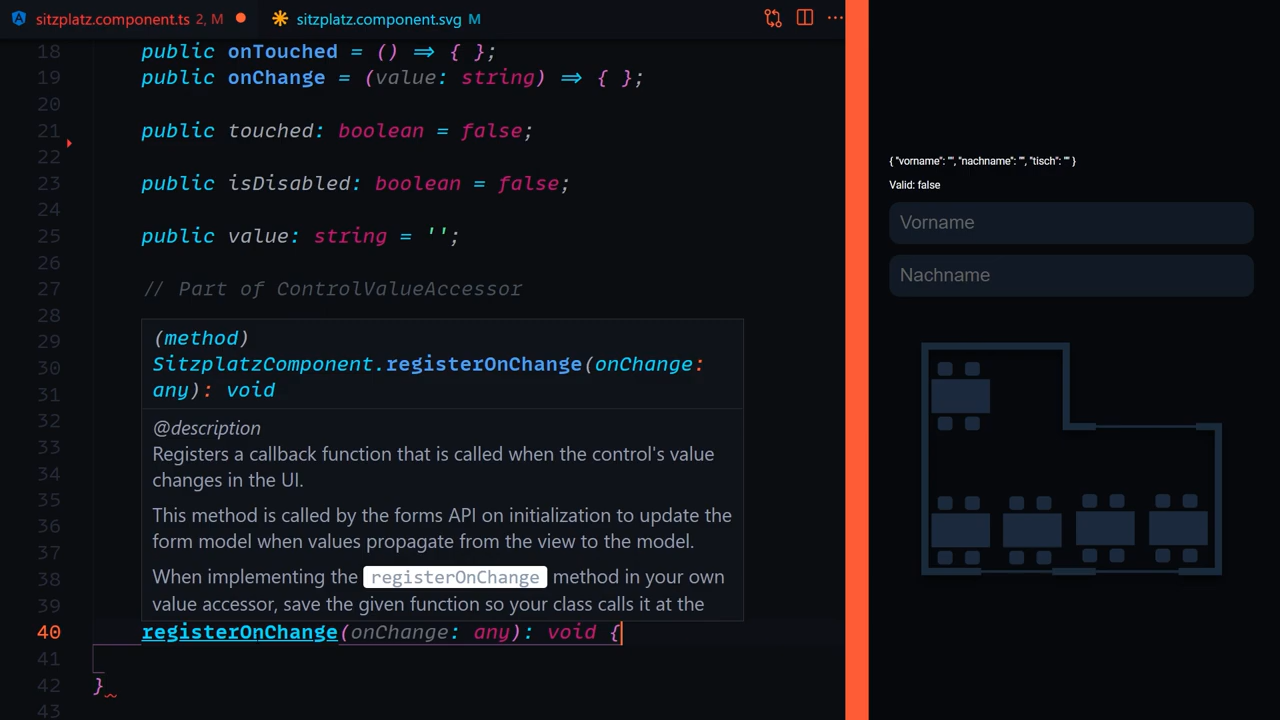 sitzplatz.component.ts 2, M
sitzplatz.component.svg M
18 public onTouched = () => { };
19 public onChange = (value: string) => { };
20
21 public touched: boolean = false;
22
23 public isDisabled: boolean = false;
24
25 public value: string = '';
26
27 // Part of ControlValueAccessor
28
29
30
31
32
33
34
35
36
37
38
39
(method)
SitzplatzComponent.registerOnChange(onChange:
any): void
@description
Registers a callback function that is called when the control's value
changes in the UI.
This method is called by the forms API on initialization to update the
form model when values propagate from the view to the model.
When implementing the registerOnChange method in your own
value accessor, save the given function so your class calls it at the
40 registerOnChange(onChange: any): void {
41
42 }
43
{ "vorname": "", "nachname": "", "tisch": "" }
Valid: false
Vorname
Nachname